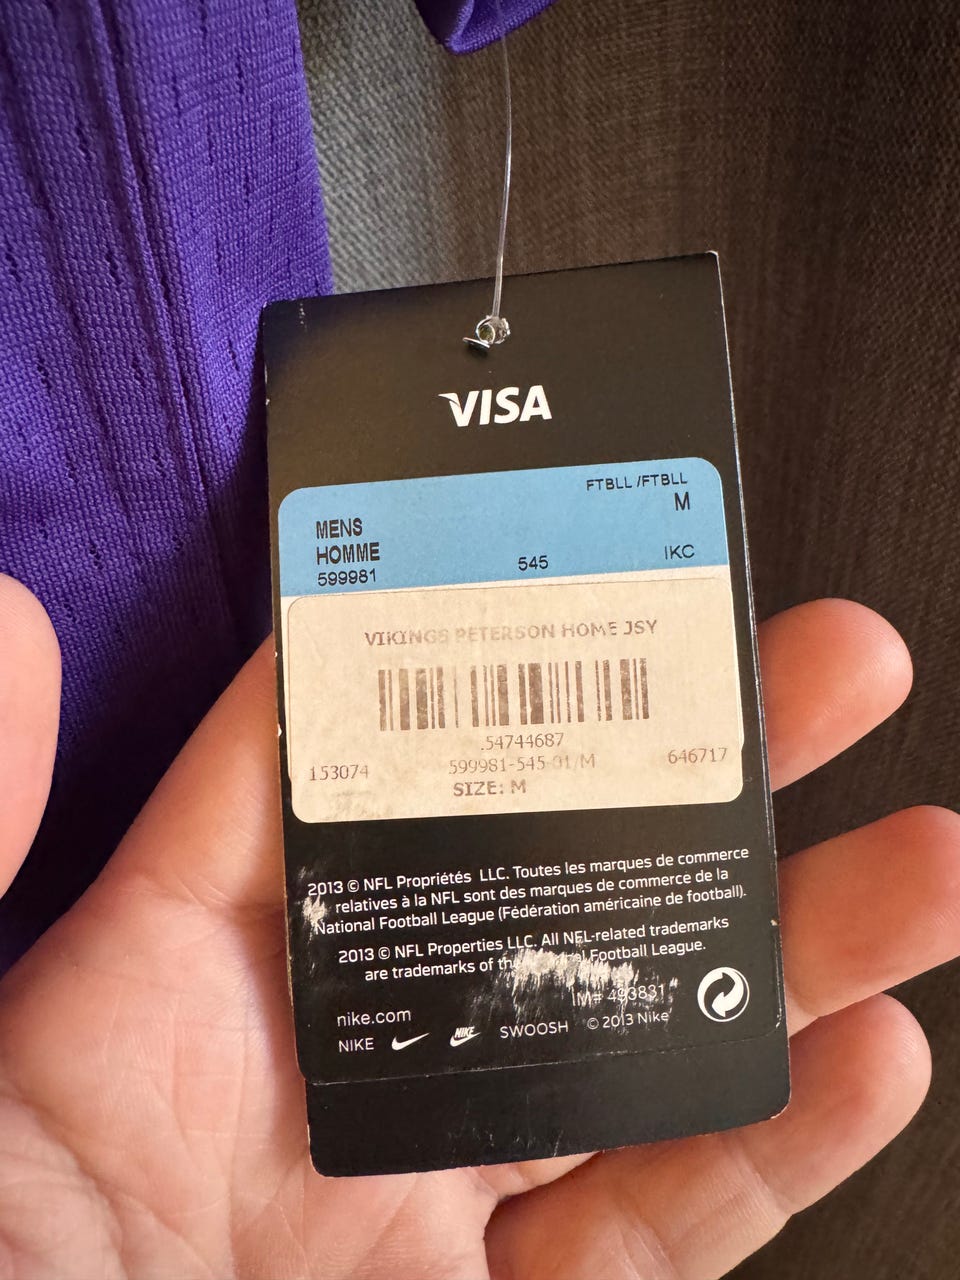 VISA
FTBLL /FTBLL
M
MENS
HOMME
599981
545
IKC
VIKINGS PETERSON HOME JSY
.54744687
153074
599981-545-01/M
646717
SIZE: M
2013 © NFL Propriétés LLC. Toutes les marques de commerce
relatives à la NFL sont des marques de commerce de la
National Football League (Fédération américaine de football).
2013 © NFL Properties LLC. All NFL-related trademarks
are trademarks of the Football League.
IM# 493831
nike.com
NIKE
NIKE
SWOOSH
© 2013 Nike